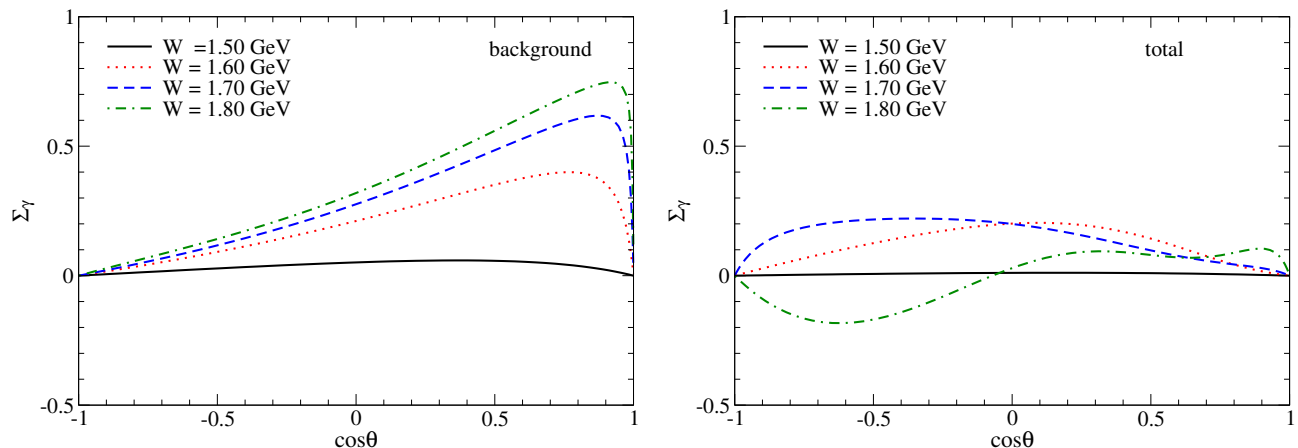 1
W =1.50 GeV
background
W = 1.60 GeV
W = 1.70 GeV
W = 1.80 GeV
0.5
Σγ
0
-0.5
-1 -0.5 0 0.5 1
cosθ
1
W = 1.50 GeV
total
W = 1.60 GeV
W = 1.70 GeV
W = 1.80 GeV
0.5
Σγ
0
-0.5
-1 -0.5 0 0.5 1
cosθ